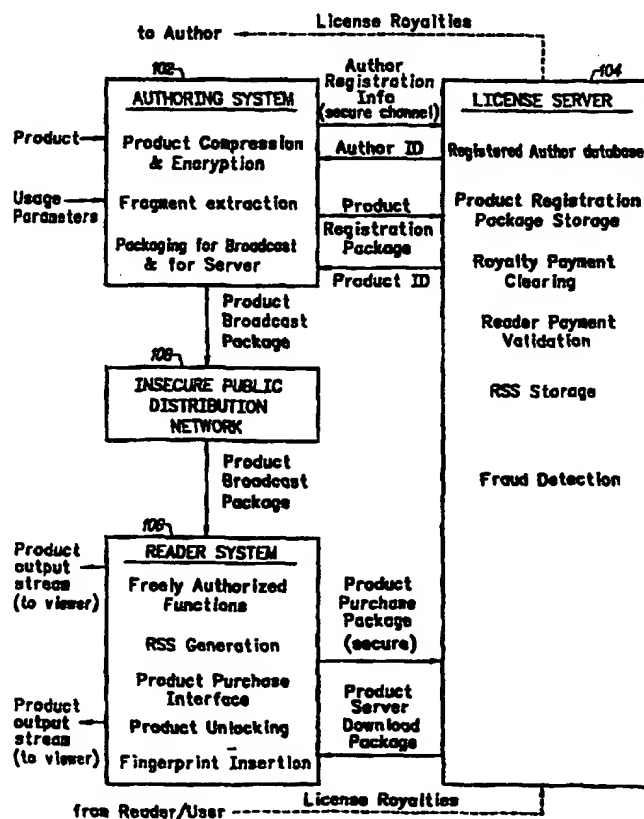 License Royalties
to Author
102
AUTHORING SYSTEM
Product Compression
& Encryption
Fragment extraction
Packaging for Broadcast
& for Server
Product
Usage
Parameters
Author
Registration
Info
(secure channel)
Author ID
Product
Registration
Package
Product ID
104
LICENSE SERVER
Registered Author database
Product Registration
Package Storage
Royalty Payment
Clearing
Reader Payment
Validation
RSS Storage
Fraud Detection
Product
Broadcast
Package
108
INSECURE PUBLIC
DISTRIBUTION
NETWORK
Product
Broadcast
Package
106
READER SYSTEM
Freely Authorized
Functions
RSS Generation
Product Purchase
Interface
Product Unlocking
Fingerprint Insertion
Product
output
stream
(to viewer)
Product
output
stream
(to viewer)
Product
Purchase
Package
(secure)
Product
Server
Download
Package
from Reader/User
License Royalties